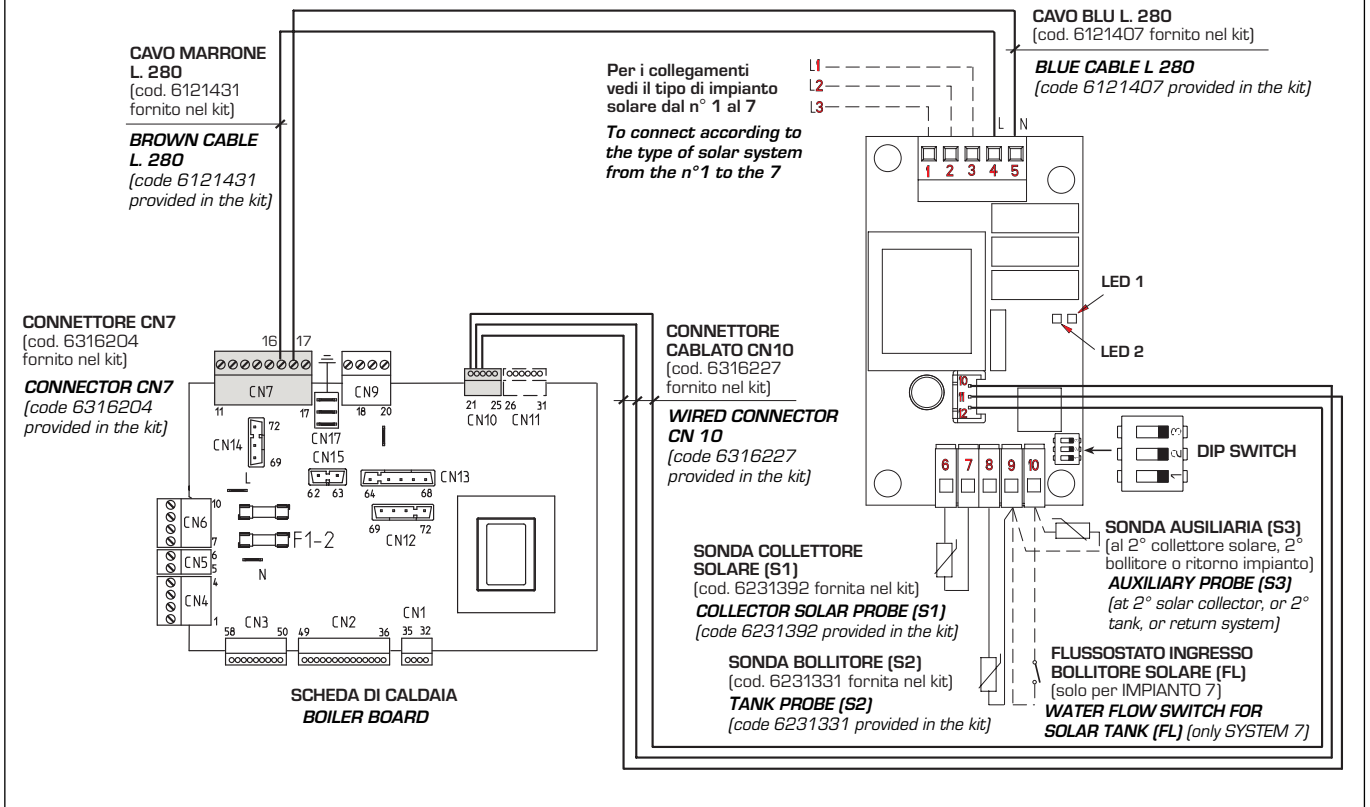 CAVO MARRONE
L. 280
(cod. 6121431
fornito nel kit)
BROWN CABLE
L. 280
(code 6121431
provided in the kit)
Per i collegamenti
vedi il tipo di impianto
solare dal n° 1 al 7
To connect according to
the type of solar system
from the n°1 to the 7
L1
L2
L3
CAVO BLU L. 280
(cod. 6121407 fornito nel kit)
BLUE CABLE L 280
(code 6121407 provided in the kit)
L N
1 2 3 4 5
LED 1
LED 2
CONNETTORE CN7
(cod. 6316204
fornito nel kit)
CONNECTOR CN7
(code 6316204
provided in the kit)
16 17
CN7
11 17
CN9
18 20
21 25 26 31
CN10 CN11
CN17
72
CN14
69
CN15
62 63
CN13
64 68
69 72
CN12
L
F1-2
N
10
CN6
7
6
CN5
5
4
CN4
1
58 50
CN3
49 36
CN2
CN1
35 32
SCHEDA DI CALDAIA
BOILER BOARD
CONNETTORE
CABLATO CN10
(cod. 6316227
fornito nel kit)
WIRED CONNECTOR
CN 10
(code 6316227
provided in the kit)
10
11
12
6 7 8 9 10
1 2 3
DIP SWITCH
1 2 3
SONDA COLLETTORE
SOLARE (S1)
(cod. 6231392 fornita nel kit)
COLLECTOR SOLAR PROBE (S1)
(code 6231392 provided in the kit)
SONDA BOLLITORE (S2)
(cod. 6231331 fornita nel kit)
TANK PROBE (S2)
(code 6231331 provided in the kit)
SONDA AUSILIARIA (S3)
(al 2° collettore solare, 2°
bollitore o ritorno impianto)
AUXILIARY PROBE (S3)
(at 2° solar collector, or 2°
tank, or return system)
FLUSSOSTATO INGRESSO
BOLLITORE SOLARE (FL)
(solo per IMPIANTO 7)
WATER FLOW SWITCH FOR
SOLAR TANK (FL) (only SYSTEM 7)